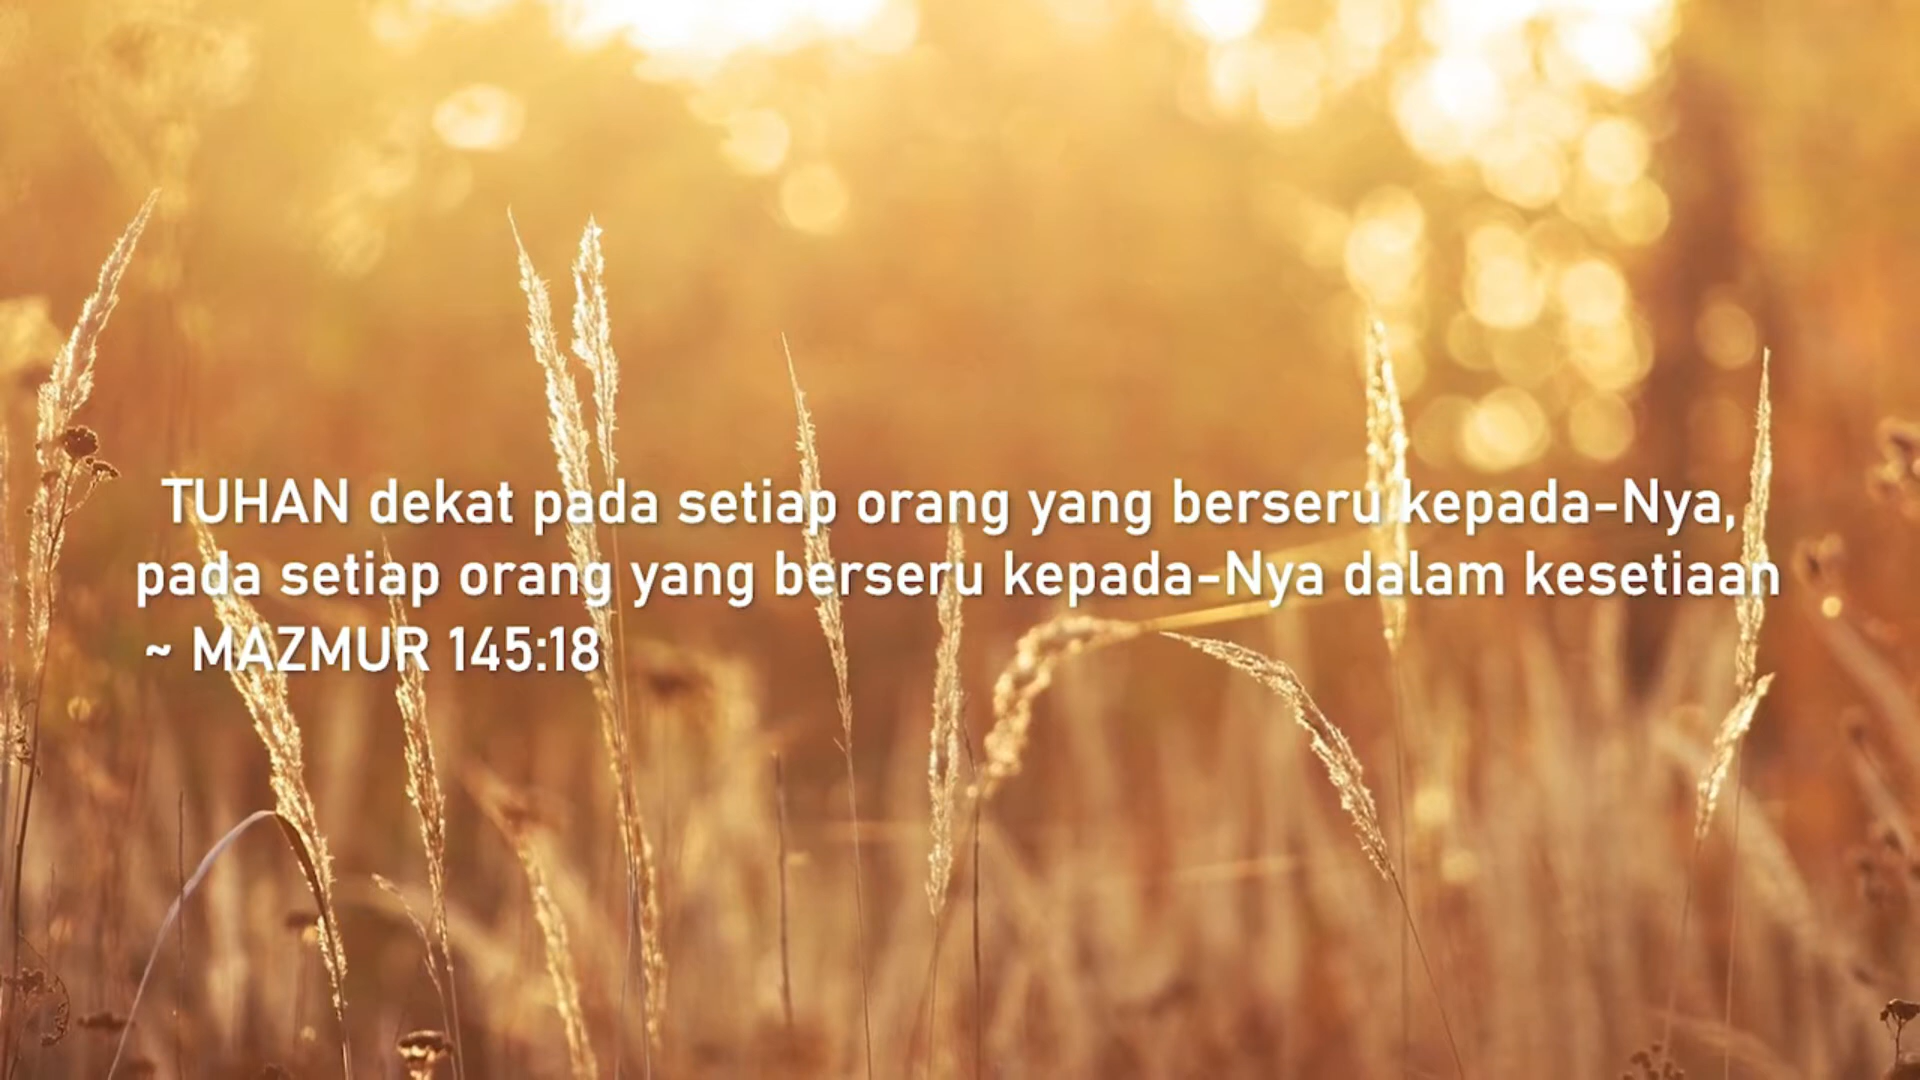 TUHAN dekat pada setiap orang yang berseru kepada-Nya,
pada setiap orang yang berseru kepada-Nya dalam kesetiaan
~ MAZMUR 145:18